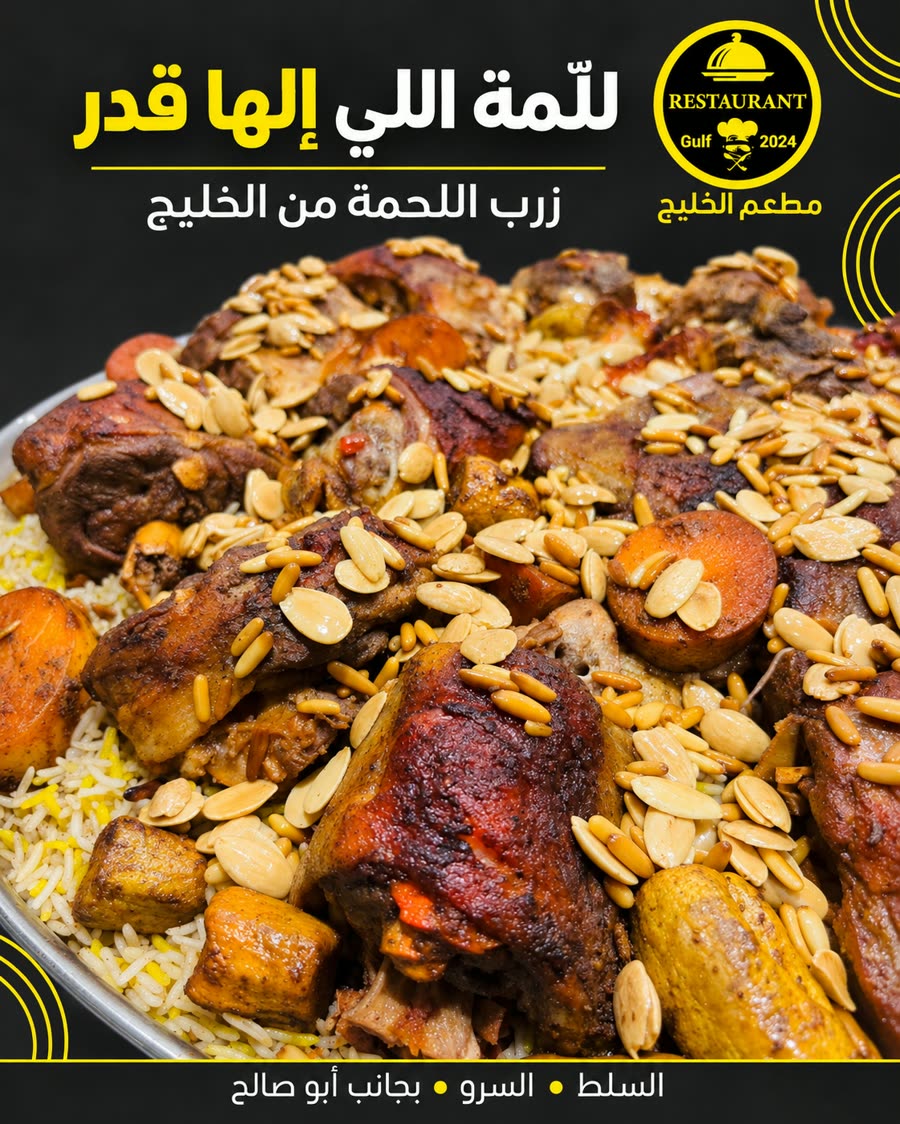 للّمة اللي إلها قدر
زرب اللحمة من الخليج
RESTAURANT
Gulf 2024
مطعم الخليج
السلط • السرو • بجانب أبو صالح